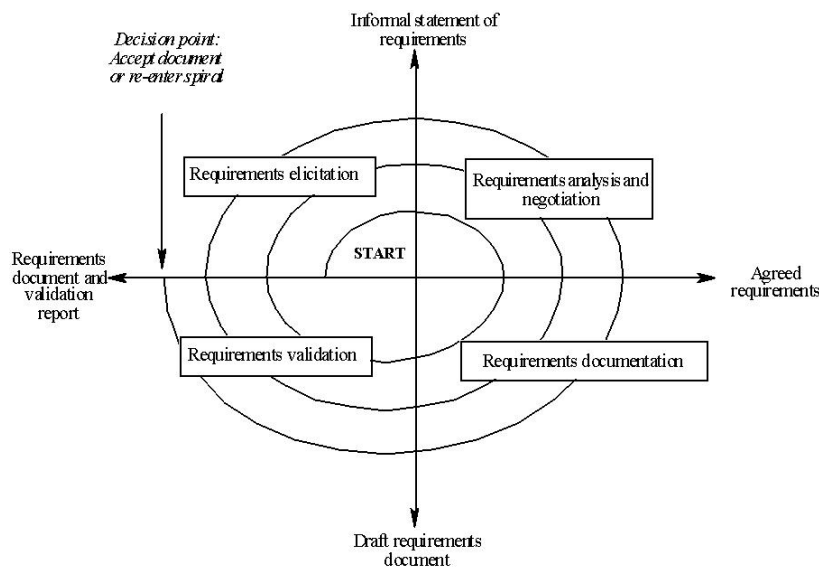 Informal statement of
requirements
Decision point:
Accept document
or re-enter spiral
Requirements elicitation
Requirements analysis and
negotiation
START
Requirements
document and
validation
report
Agreed
requirements
Requirements validation
Requirements documentation
Draft requirements
document